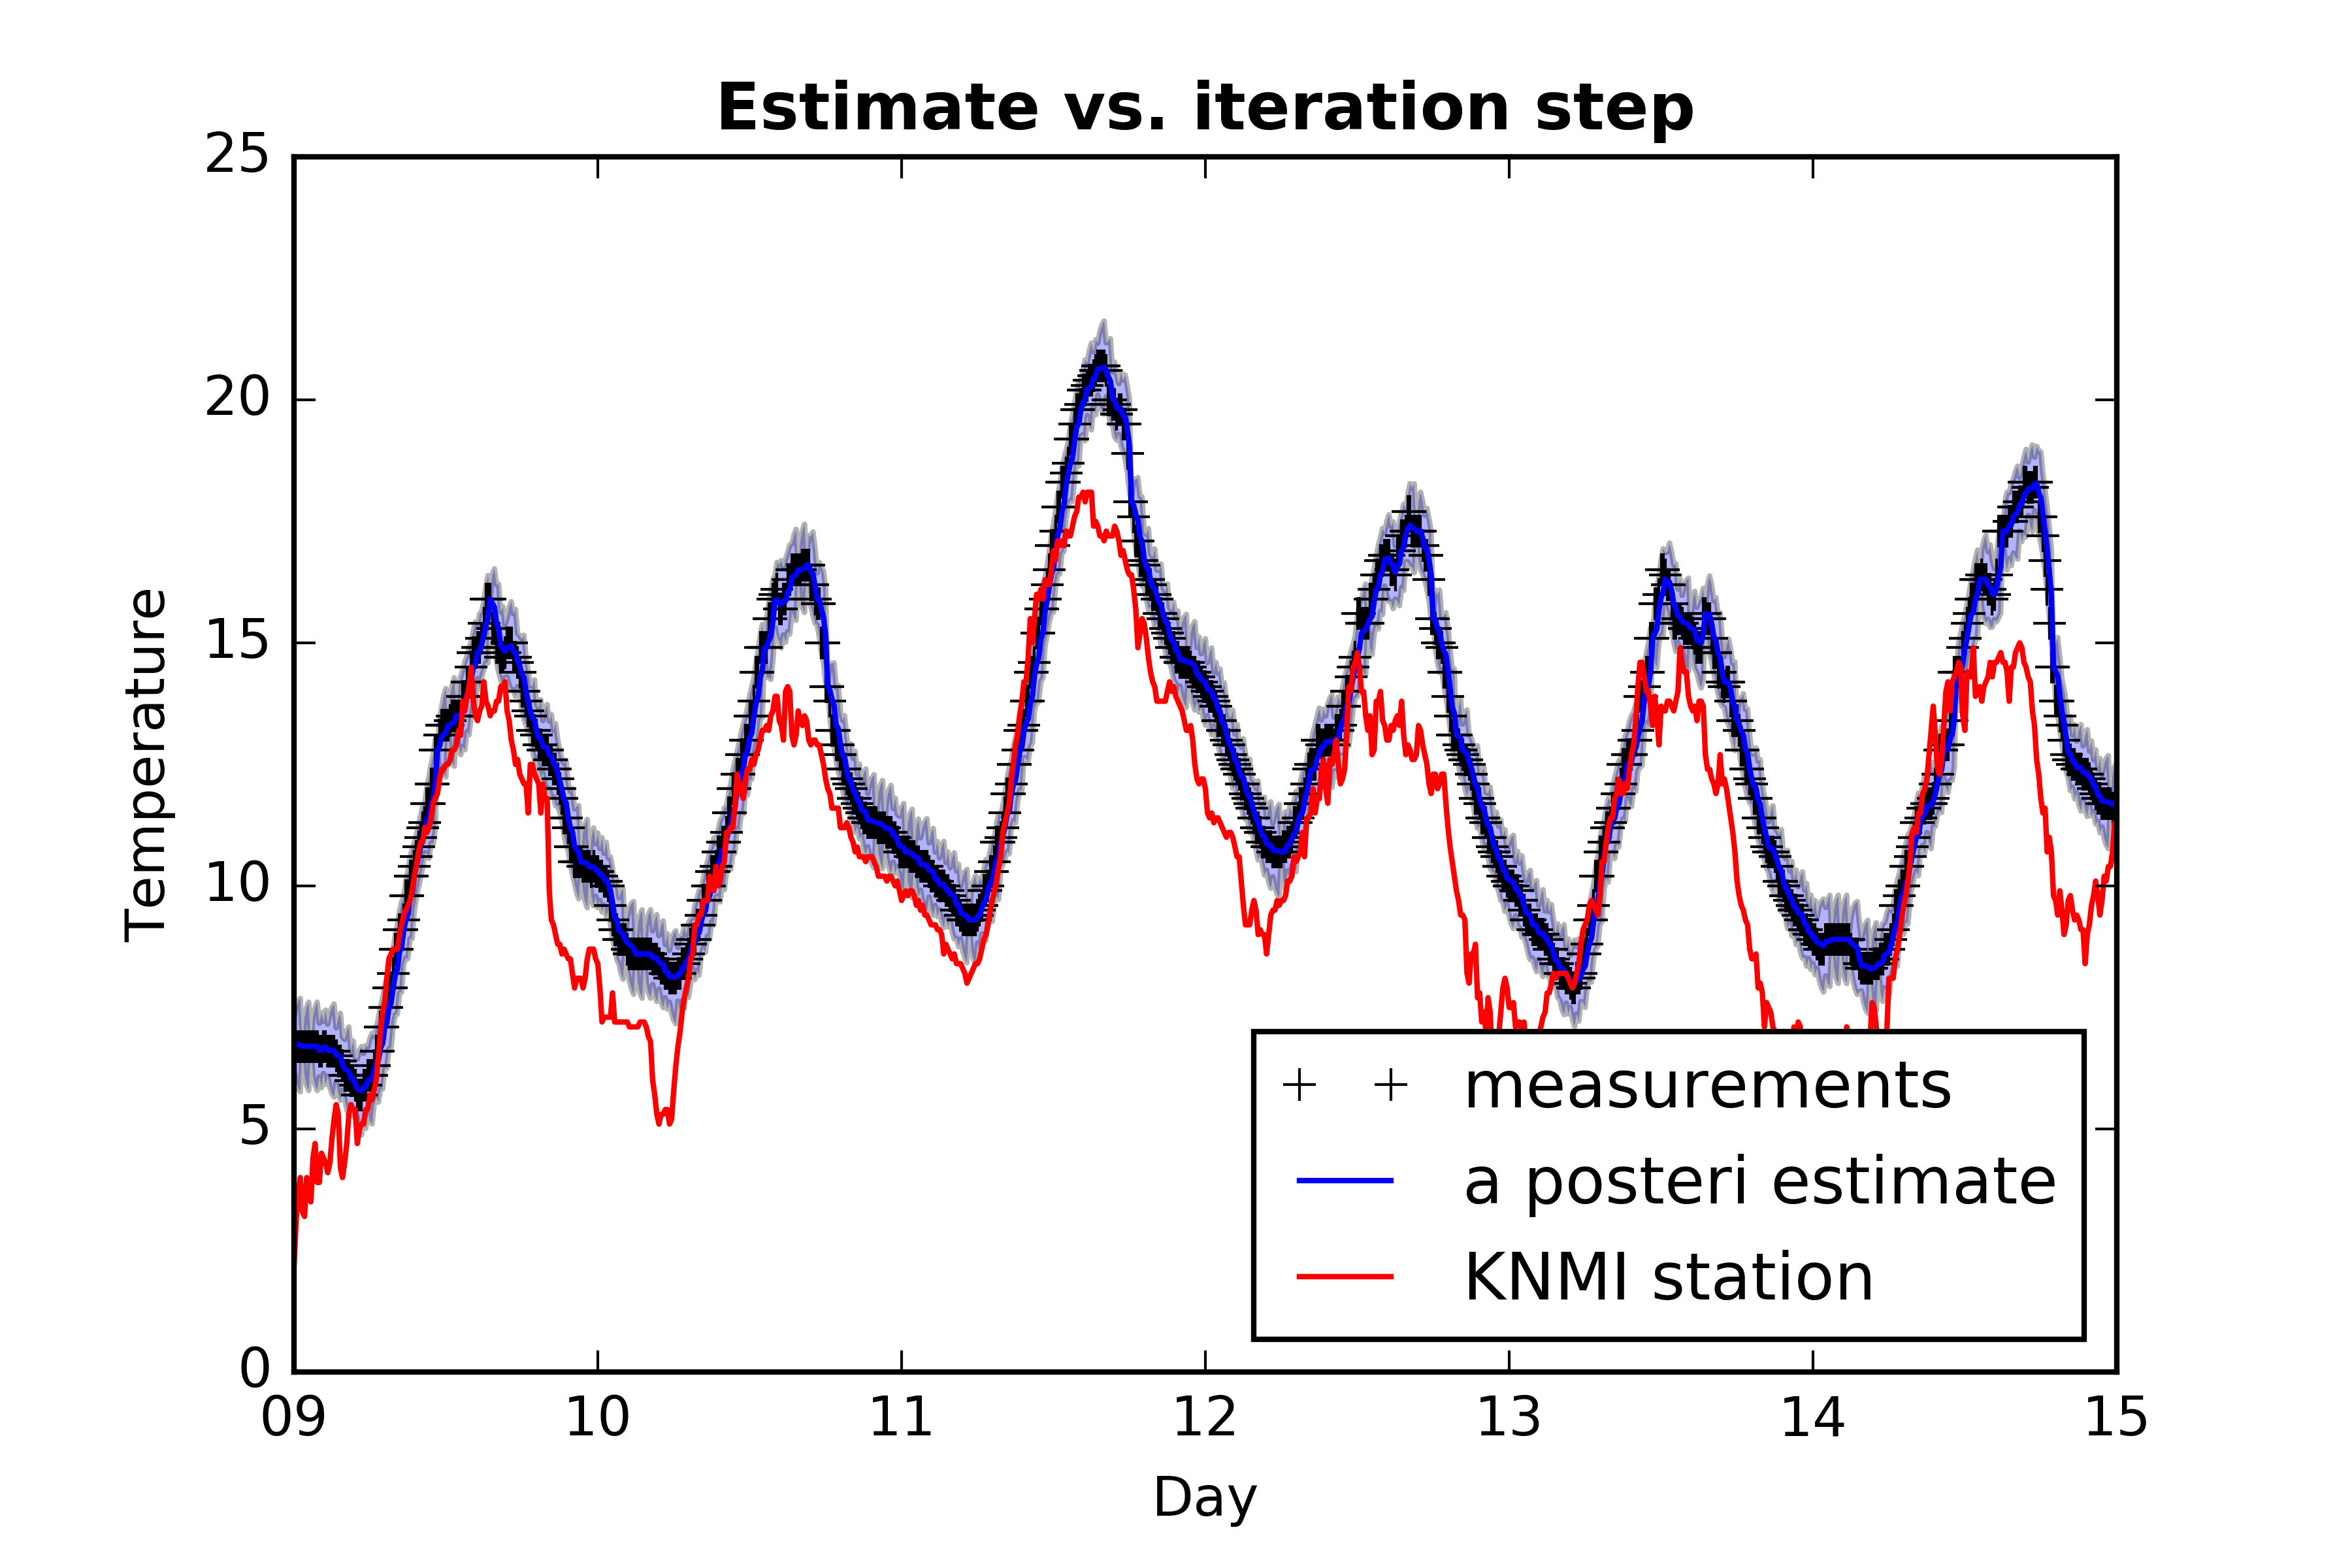 Estimate vs. iteration step
25
20
15
10
5
0
Temperature
09 10 11 12 13 14 15
Day
measurements
a posteri estimate
KNMI station